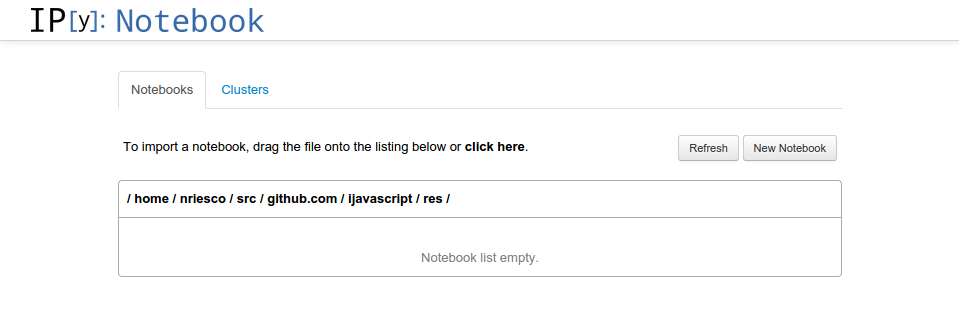 IP[y]: Notebook
Notebooks Clusters
To import a notebook, drag the file onto the listing below or click here. Refresh New Notebook
/ home / nriesco / src / github.com / ijavascript / res /
Notebook list empty.